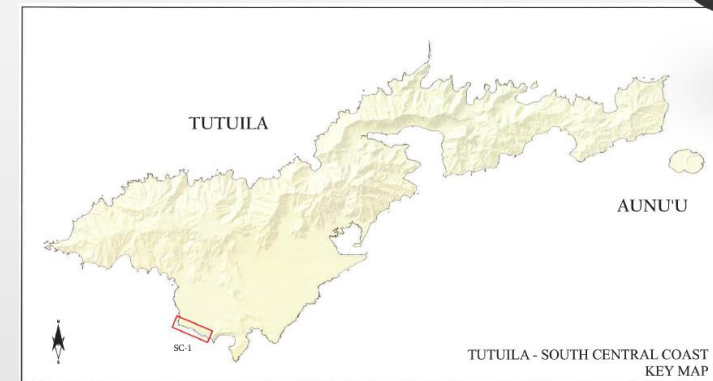 TUTUILA
AUNU'U
N
S
SC-1
TUTUILA - SOUTH CENTRAL COAST
KEY MAP